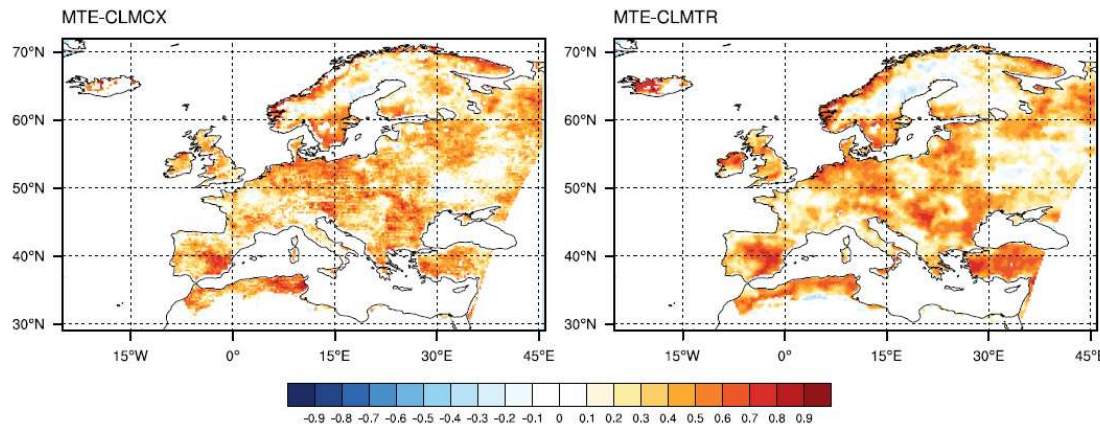 MTE-CLMCX MTE-CLMTR
70°N 70°N
60°N 60°N
50°N 50°N
40°N 40°N
30°N 30°N
15°W 0° 15°E 30°E 45°E 15°W 0° 15°E 30°E 45°E
-0.9 -0.8 -0.7 -0.6 -0.5 -0.4 -0.3 -0.2 -0.1 0 0.1 0.2 0.3 0.4 0.5 0.6 0.7 0.8 0.9